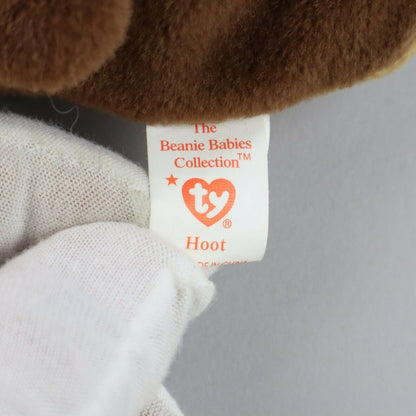 The
Beanie Babies
Collection™
ty®
Hoot